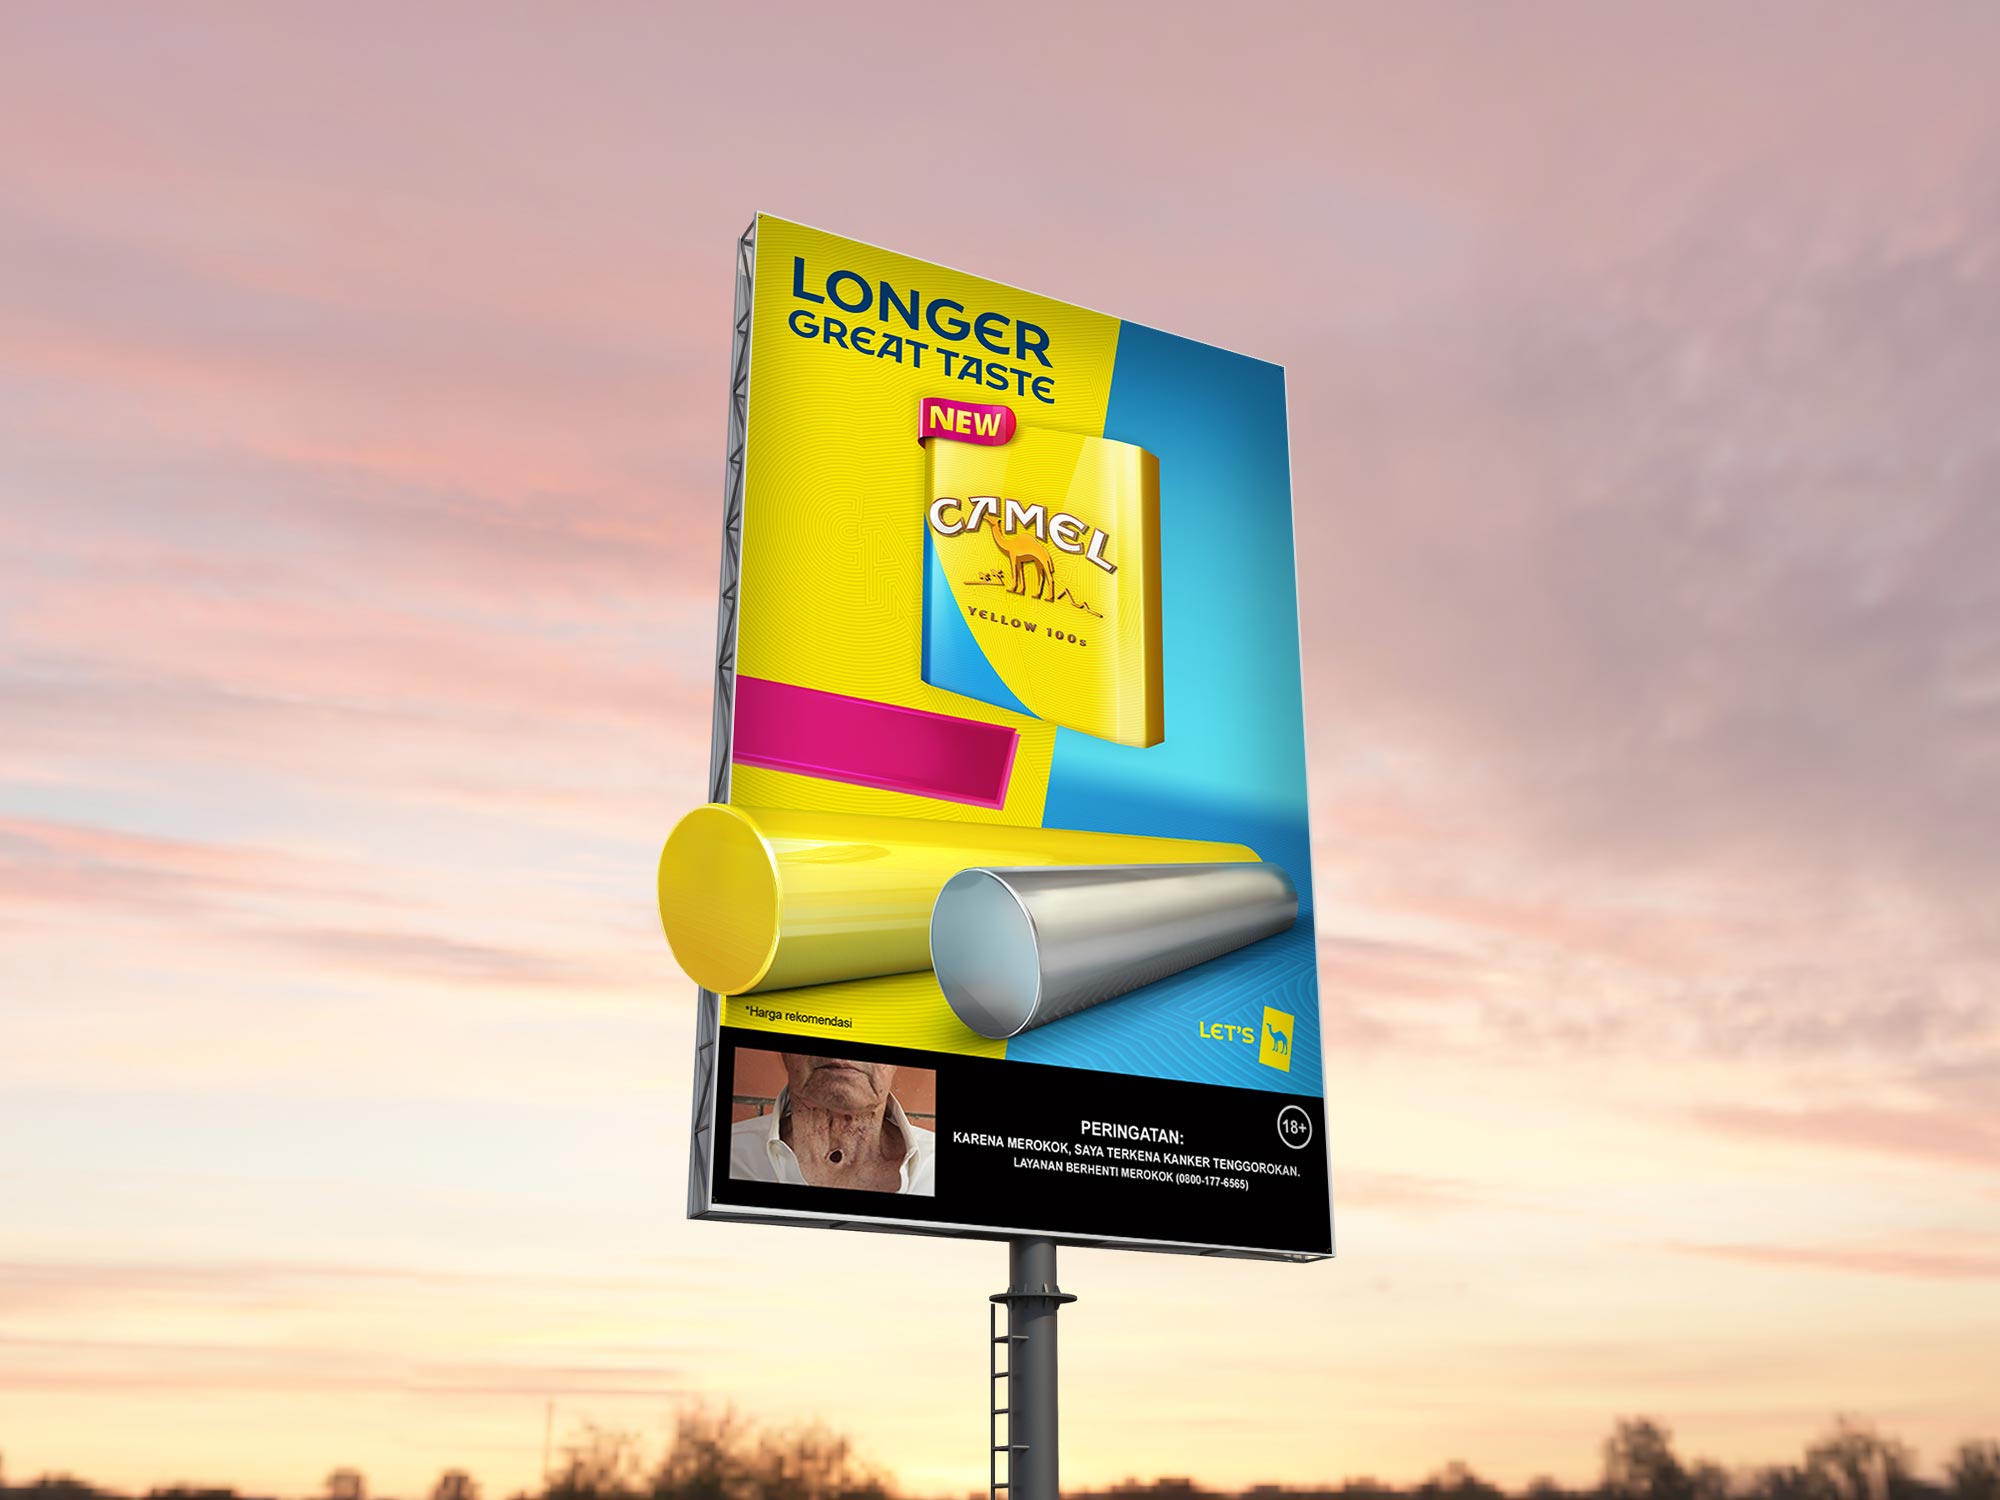 LONGER
GREAT TASTE
NEW
CAMEL
YELLOW 100s
*Harga rekomendasi
LET'S
18+
PERINGATAN:
KARENA MEROKOK, SAYA TERKENA KANKER TENGGOROKAN.
LAYANAN BERHENTI MEROKOK (0800-177-6565)